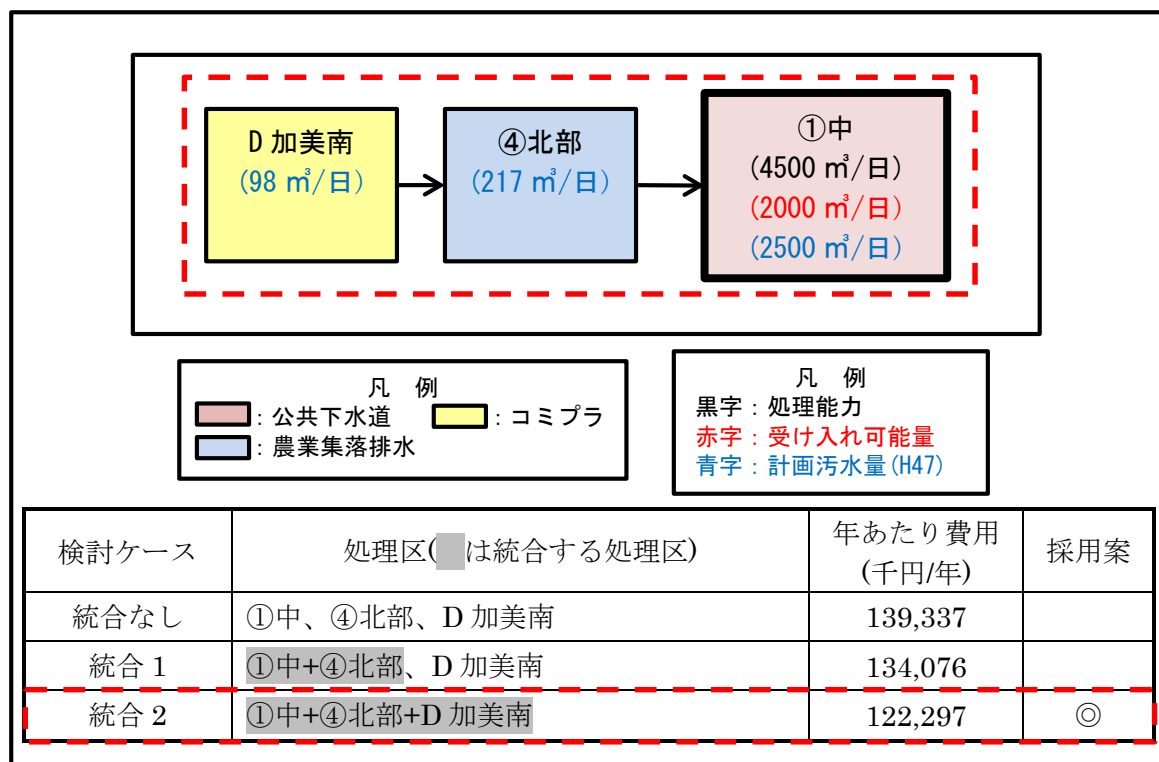 D 加美南
(98 ㎥/日)
④北部
(217 ㎥/日)
①中
(4500 ㎥/日)
(2000 ㎥/日)
(2500 ㎥/日)
凡 例
：公共下水道 ：コミプラ
：農業集落排水
凡 例
黒字：処理能力
赤字：受け入れ可能量
青字：計画汚水量(H47)
検討ケース 処理区( は統合する処理区) 年あたり費用 採用案
(千円/年)
統合なし ①中、④北部、D 加美南 139,337
統合 1 ①中+④北部、D 加美南 134,076
統合 2 ①中+④北部+D 加美南 122,297 ◎